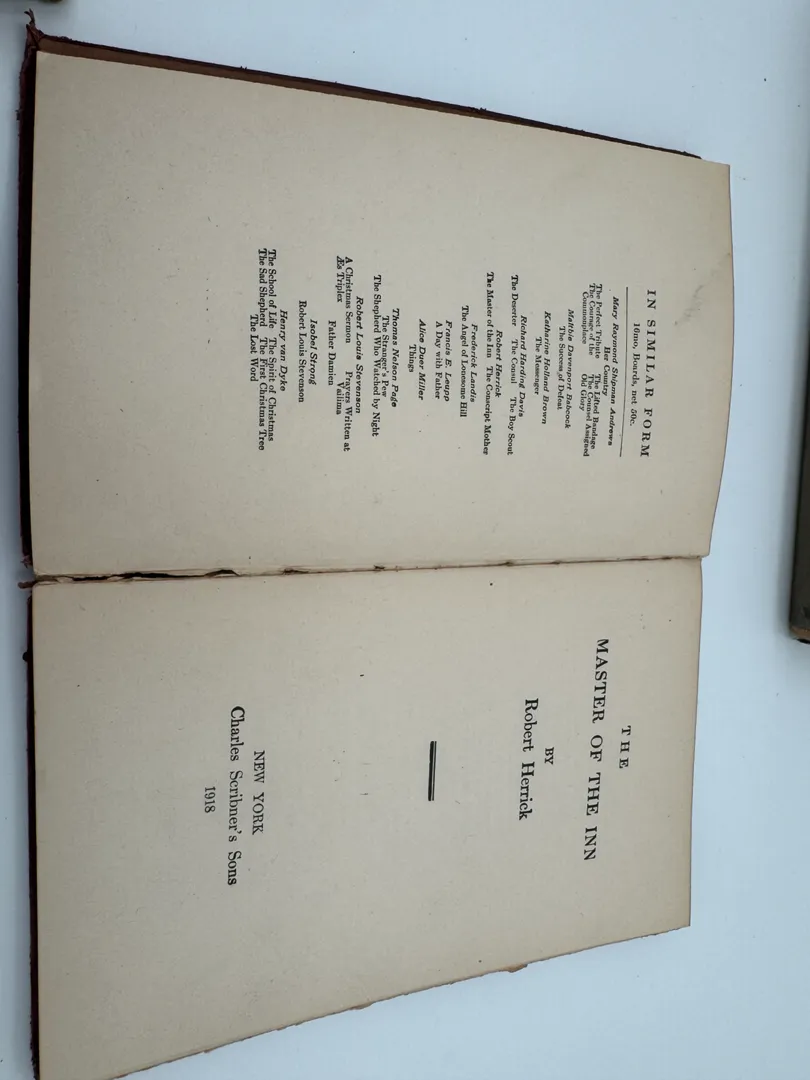 IN SIMILAR FORM
16mo, Boards, net 50c.
Mary Raymond Shipman Andrews
Her Country
The Perfect Tribute The Lifted Bandage
The Courage of the Commonplace The Counsel Assigned
Old Glory
Maltbie Davenport Babcock
The Success of Defeat
Katharine Holland Brown
The Messenger
Richard Harding Davis
The Deserter The Consul The Boy Scout
Robert Herrick
The Master of the Inn The Conscript Mother
Frederick Landis
The Angel of Lonesome Hill
Francis E. Leupp
A Day with Father
Alice Duer Miller
Things
Thomas Nelson Page
The Stranger's Pew
The Shepherd Who Watched by Night
Robert Louis Stevenson
A Christmas Sermon Prayers Written at
Æs Triplex Vailima
Father Damien
Isobel Strong
Robert Louis Stevenson
Henry van Dyke
The School of Life The Spirit of Christmas
The Sad Shepherd The First Christmas Tree
The Lost Word
THE
MASTER OF THE INN
BY
Robert Herrick
NEW YORK
Charles Scribner's Sons
1918